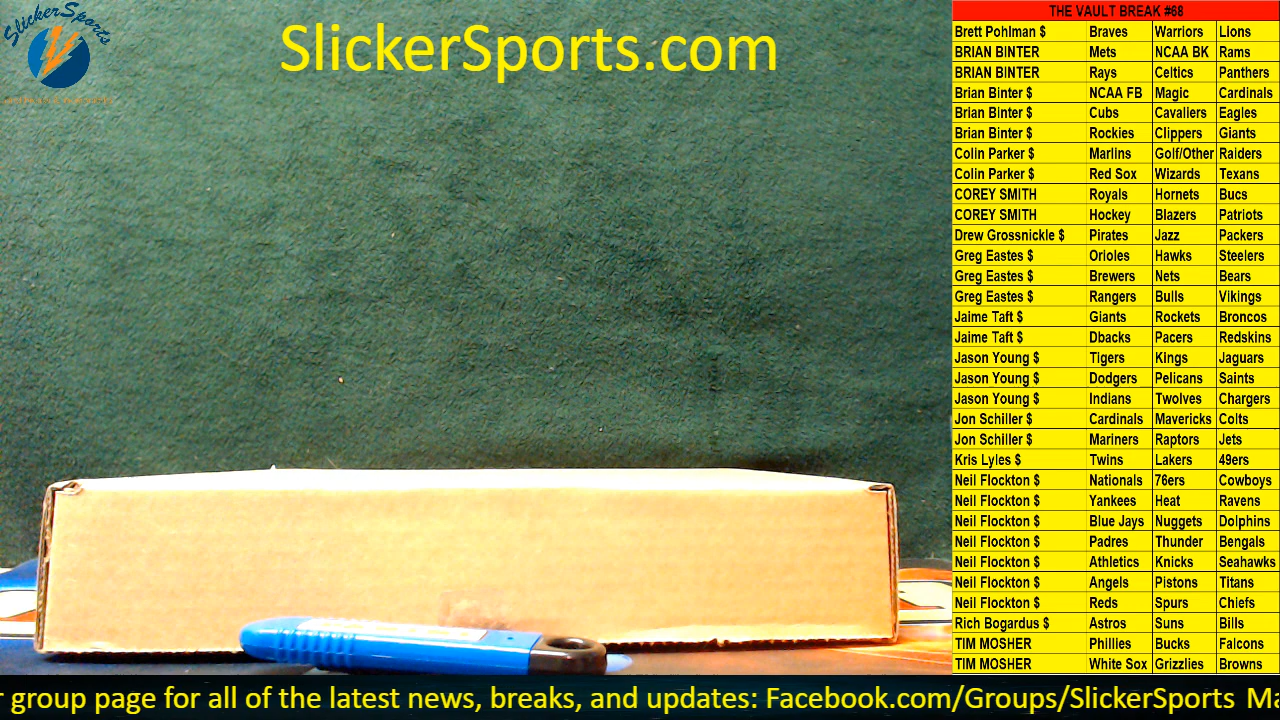 SlickerSports
SlickerSports.com
THE VAULT BREAK #68
Brett Pohlman $ Braves Warriors Lions
BRIAN BINTER Mets NCAA BK Rams
BRIAN BINTER Rays Celtics Panthers
Brian Binter $ NCAA FB Magic Cardinals
Brian Binter $ Cubs Cavaliers Eagles
Brian Binter $ Rockies Clippers Giants
Colin Parker $ Marlins Golf/Other Raiders
Colin Parker $ Red Sox Wizards Texans
COREY SMITH Royals Hornets Bucs
COREY SMITH Hockey Blazers Patriots
Drew Grossnickle $ Pirates Jazz Packers
Greg Eastes $ Orioles Hawks Steelers
Greg Eastes $ Brewers Nets Bears
Greg Eastes $ Rangers Bulls Vikings
Jaime Taft $ Giants Rockets Broncos
Jaime Taft $ Dbacks Pacers Redskins
Jason Young $ Tigers Kings Jaguars
Jason Young $ Dodgers Pelicans Saints
Jason Young $ Indians Twolves Chargers
Jon Schiller $ Cardinals Mavericks Colts
Jon Schiller $ Mariners Raptors Jets
Kris Lyles $ Twins Lakers 49ers
Neil Flockton $ Nationals 76ers Cowboys
Neil Flockton $ Yankees Heat Ravens
Neil Flockton $ Blue Jays Nuggets Dolphins
Neil Flockton $ Padres Thunder Bengals
Neil Flockton $ Athletics Knicks Seahawks
Neil Flockton $ Angels Pistons Titans
Neil Flockton $ Reds Spurs Chiefs
Rich Bogardus $ Astros Suns Bills
TIM MOSHER Phillies Bucks Falcons
TIM MOSHER White Sox Grizzlies Browns
r group page for all of the latest news, breaks, and updates: Facebook.com/Groups/SlickerSports Ma